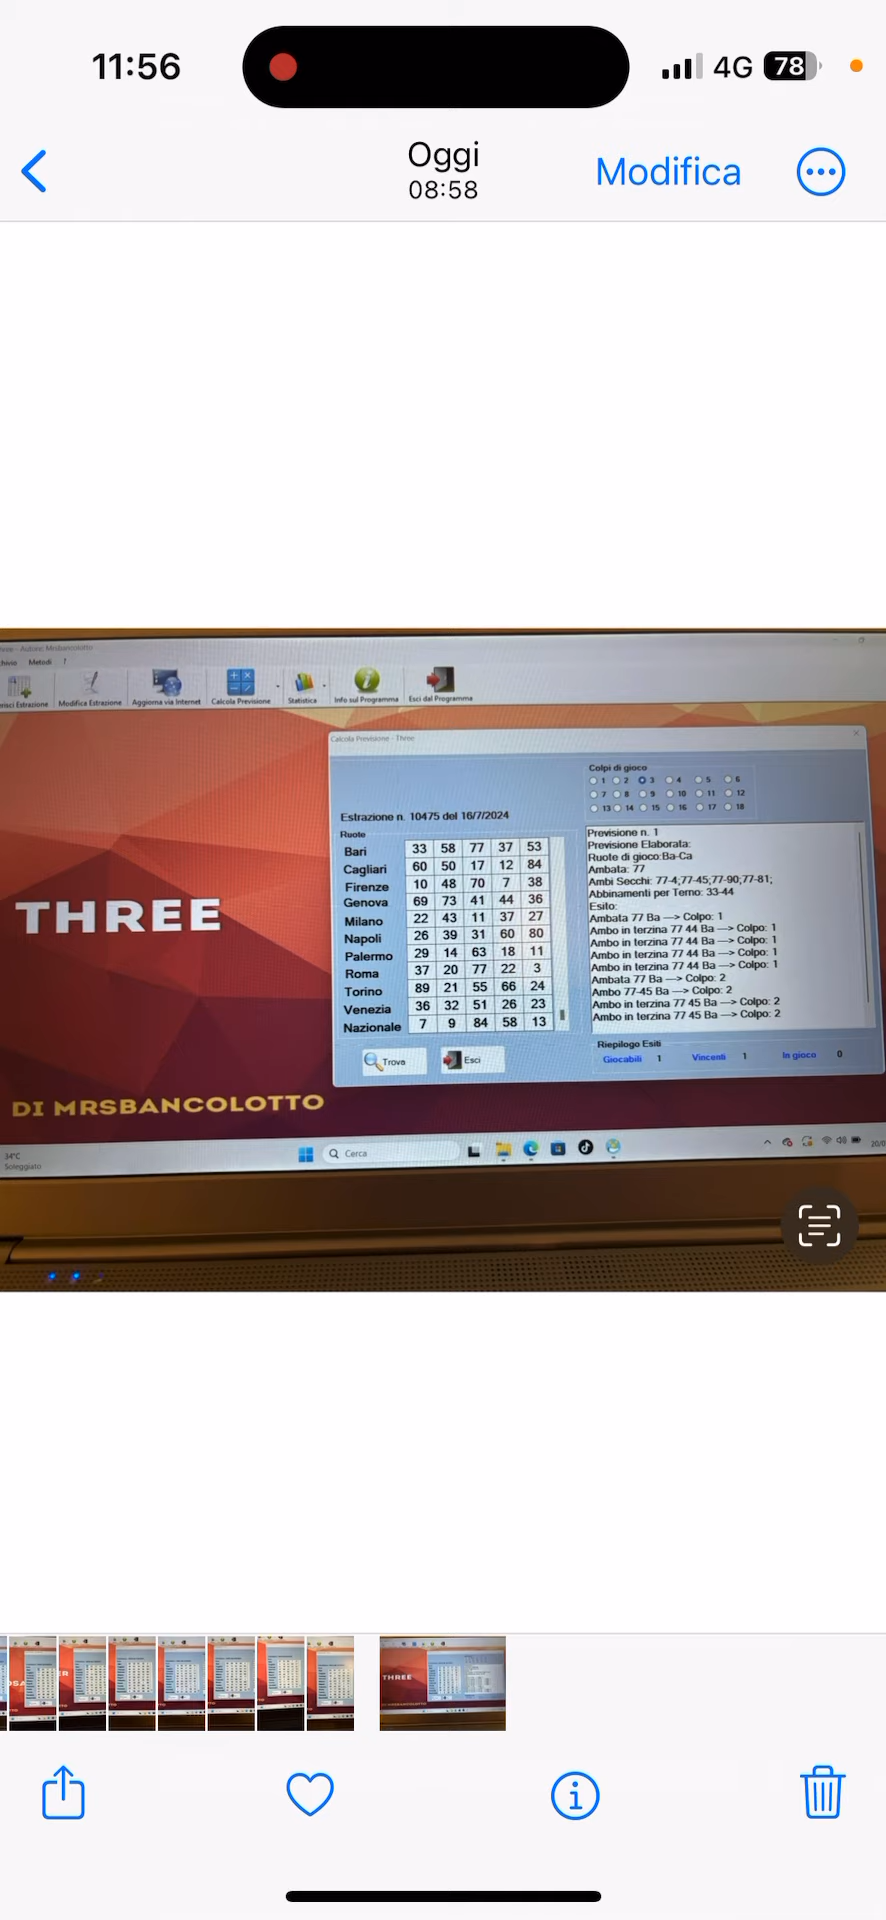 11:56
4G 78
Oggi
08:58
Modifica
Autore: Mrsbancolotto
Metodi ?
Estrazione
Modifica Estrazione
Aggiorna via Internet
Calcola Previsione
Statistica
Info sul Programma
Esci dal Programma
THREE
DI MRSBANCOLOTTO
Calcola Previsione - Three
Colpi di gioco
1 2 3 4 5 6
7 8 9 10 11 12
13 14 15 16 17 18
Estrazione n. 10475 del 16/7/2024
Ruote
Bari 33 58 77 37 53
Cagliari 60 50 17 12 84
Firenze 10 48 70 7 38
Genova 69 73 41 44 36
Milano 22 43 11 37 27
Napoli 26 39 31 60 80
Palermo 29 14 63 18 11
Roma 37 20 77 22 3
Torino 89 21 55 66 24
Venezia 36 32 51 26 23
Nazionale 7 9 84 58 13
Trova
Esci
Previsione n. 1
Previsione Elaborata:
Ruote di gioco:Ba-Ca
Ambata: 77
Ambi Secchi: 77-4;77-45;77-90;77-81;
Abbinamenti per Terno: 33-44
Esito:
Ambata 77 Ba ---> Colpo: 1
Ambo in terzina 77 44 Ba ---> Colpo: 1
Ambo in terzina 77 44 Ba ---> Colpo: 1
Ambo in terzina 77 44 Ba ---> Colpo: 1
Ambo in terzina 77 44 Ba ---> Colpo: 1
Ambata 77 Ba ---> Colpo: 2
Ambo 77-45 Ba ---> Colpo: 2
Ambo in terzina 77 45 Ba ---> Colpo: 2
Ambo in terzina 77 45 Ba ---> Colpo: 2
Riepilogo Esiti
Giocabili 1 Vincenti 1 In gioco 0
34°C
Soleggiato
Cerca
THREE